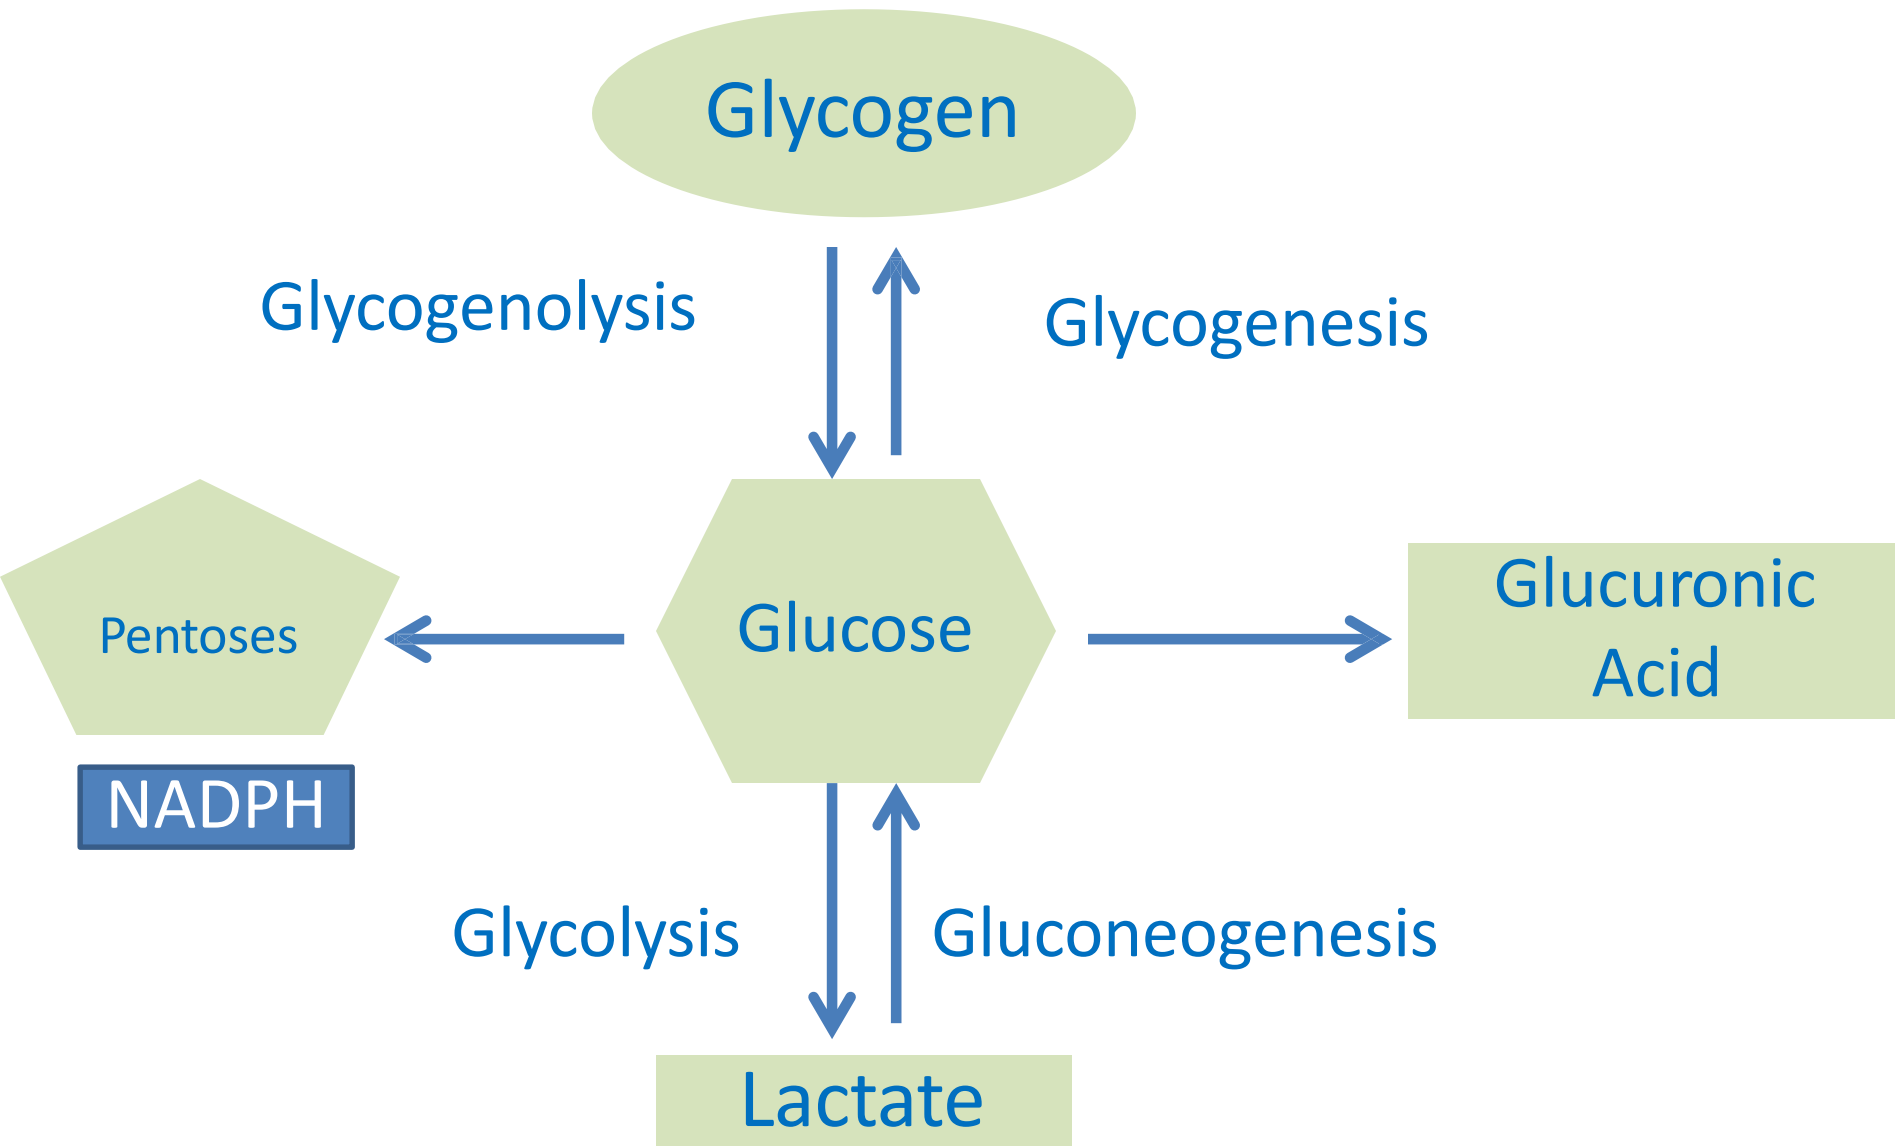 Glycogen
Glycogenolysis
Glycogenesis
Pentoses
Glucose
Glucuronic
Acid
NADPH
Glycolysis
Gluconeogenesis
Lactate